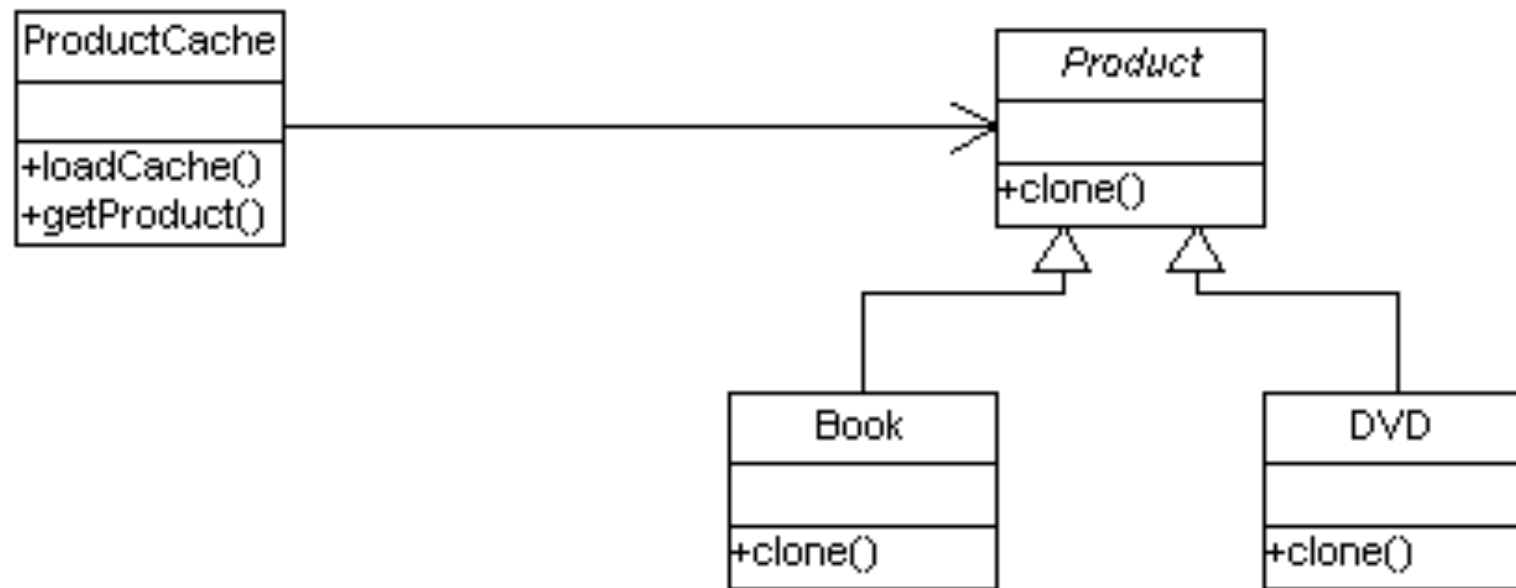 ProductCache
+loadCache()
+getProduct()
Product
+clone()
Book
+clone()
DVD
+clone()